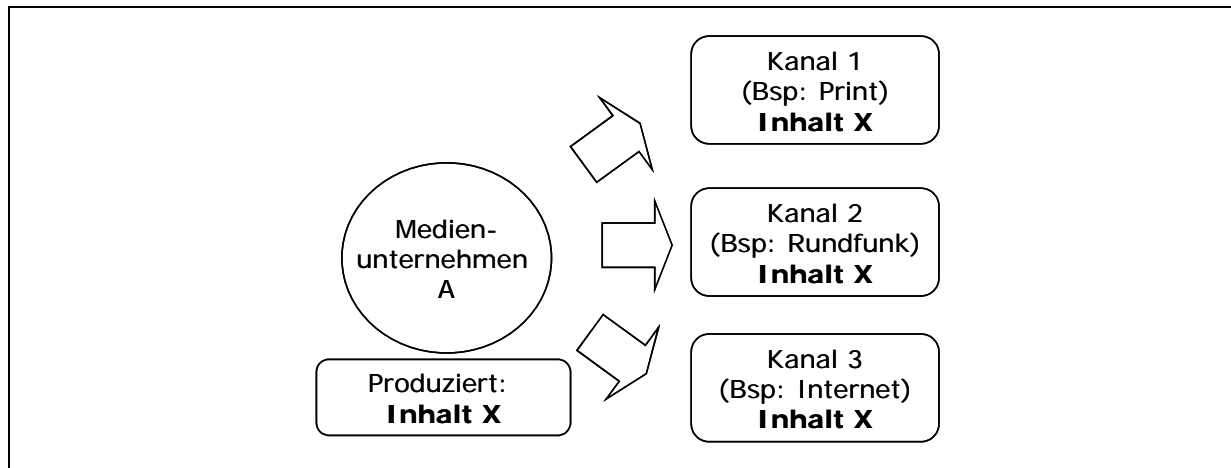 Medien-
unternehmen
A
Produziert:
Inhalt X
Kanal 1
(Bsp: Print)
Inhalt X
Kanal 2
(Bsp: Rundfunk)
Inhalt X
Kanal 3
(Bsp: Internet)
Inhalt X